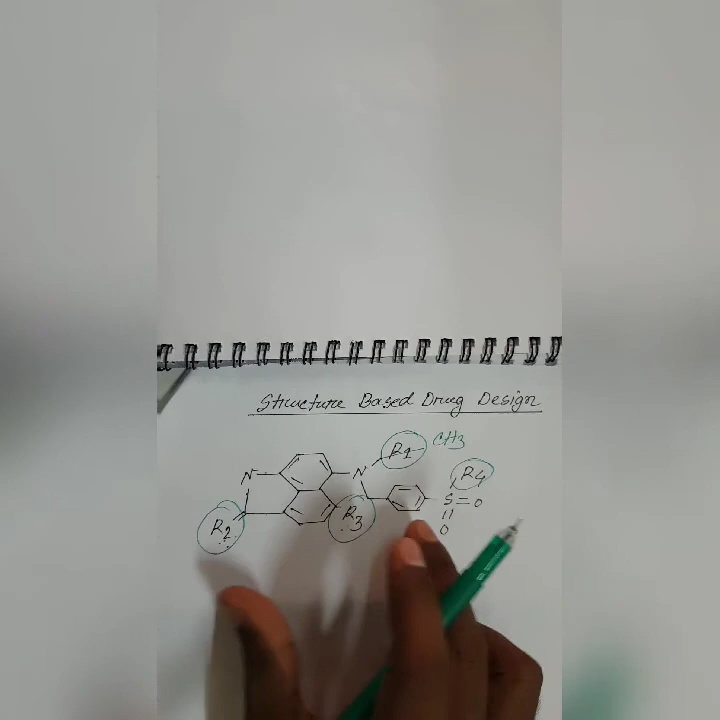 Structure Based Drug Design
R1 CH3
N N R4
S=O
R2 R3
O